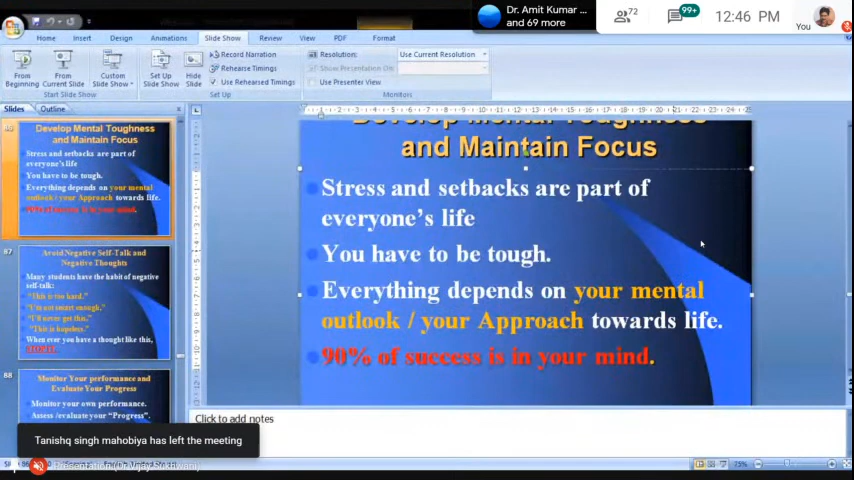 Dr. Amit Kumar ...
and 69 more
72
99+
12:46 PM
You
Home Insert Design Animations Slide Show Review View PDF Format
From Beginning
From Current Slide
Custom Slide Show
Start Slide Show
Set Up Slide Show
Hide Slide
Record Narration
Rehearse Timings
Use Rehearsed Timings
Set Up
Resolution:
Use Current Resolution
Show Presentation On:
Use Presenter View
Monitors
Slides Outline
Develop Mental Toughness
and Maintain Focus
Stress and setbacks are part of
everyone's life
You have to be tough.
Everything depends on your mental
outlook / your Approach towards life.
90% of success is in your mind.
87
Avoid Negative Self-Talk and
Negative Thoughts
Many students have the habit of negative
self-talk:
"This is too hard."
"I'm not smart enough."
"I'll never get this."
"This is hopeless."
When ever you have a thought like this,
STOP IT.
88
Monitor Your performance and
Evaluate Your Progress
Monitor your own performance.
Assess /evaluate your "Progress".
Develop Mental Toughness
and Maintain Focus
Stress and setbacks are part of
everyone's life
You have to be tough.
Everything depends on your mental
outlook / your Approach towards life.
90% of success is in your mind.
Click to add notes
Tanishq singh mahobiya has left the meeting
75%